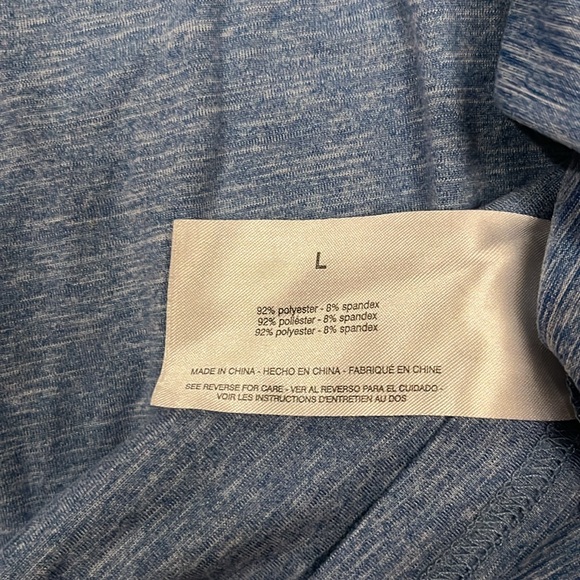 L
92% polyester - 8% spandex
92% poliéster - 8% spandex
92% polyester - 8% spandex
MADE IN CHINA - HECHO EN CHINA - FABRIQUÉ EN CHINE
SEE REVERSE FOR CARE - VER AL REVERSO PARA EL CUIDADO -
VOIR LES INSTRUCTIONS D'ENTRETIEN AU DOS